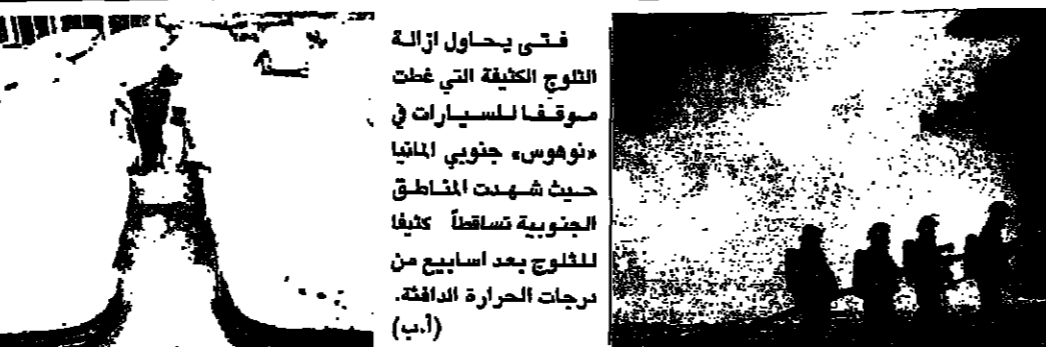 فتى يحاول ازالة
الثلوج الكثيفة التي غطت
موقفا للسيارات في
«نوهوس» جنوبي المانيا
حيث شهدت المناطق
الجنوبية تساقطاً كثيفا
للثلوج بعد اسابيع من
درجات الحرارة الدافئة.
(أ.ب)